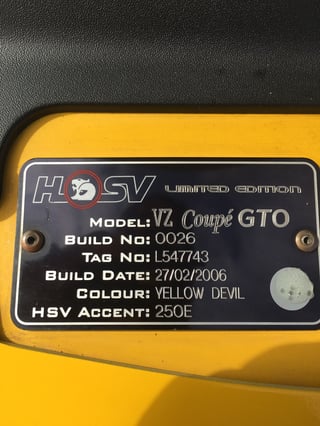 HSV LIMITED EDITION
MODEL: VZ Coupé GTO
BUILD NO: 0026
TAG NO: L547743
BUILD DATE: 27/02/2006
COLOUR: YELLOW DEVIL
HSV ACCENT: 250E